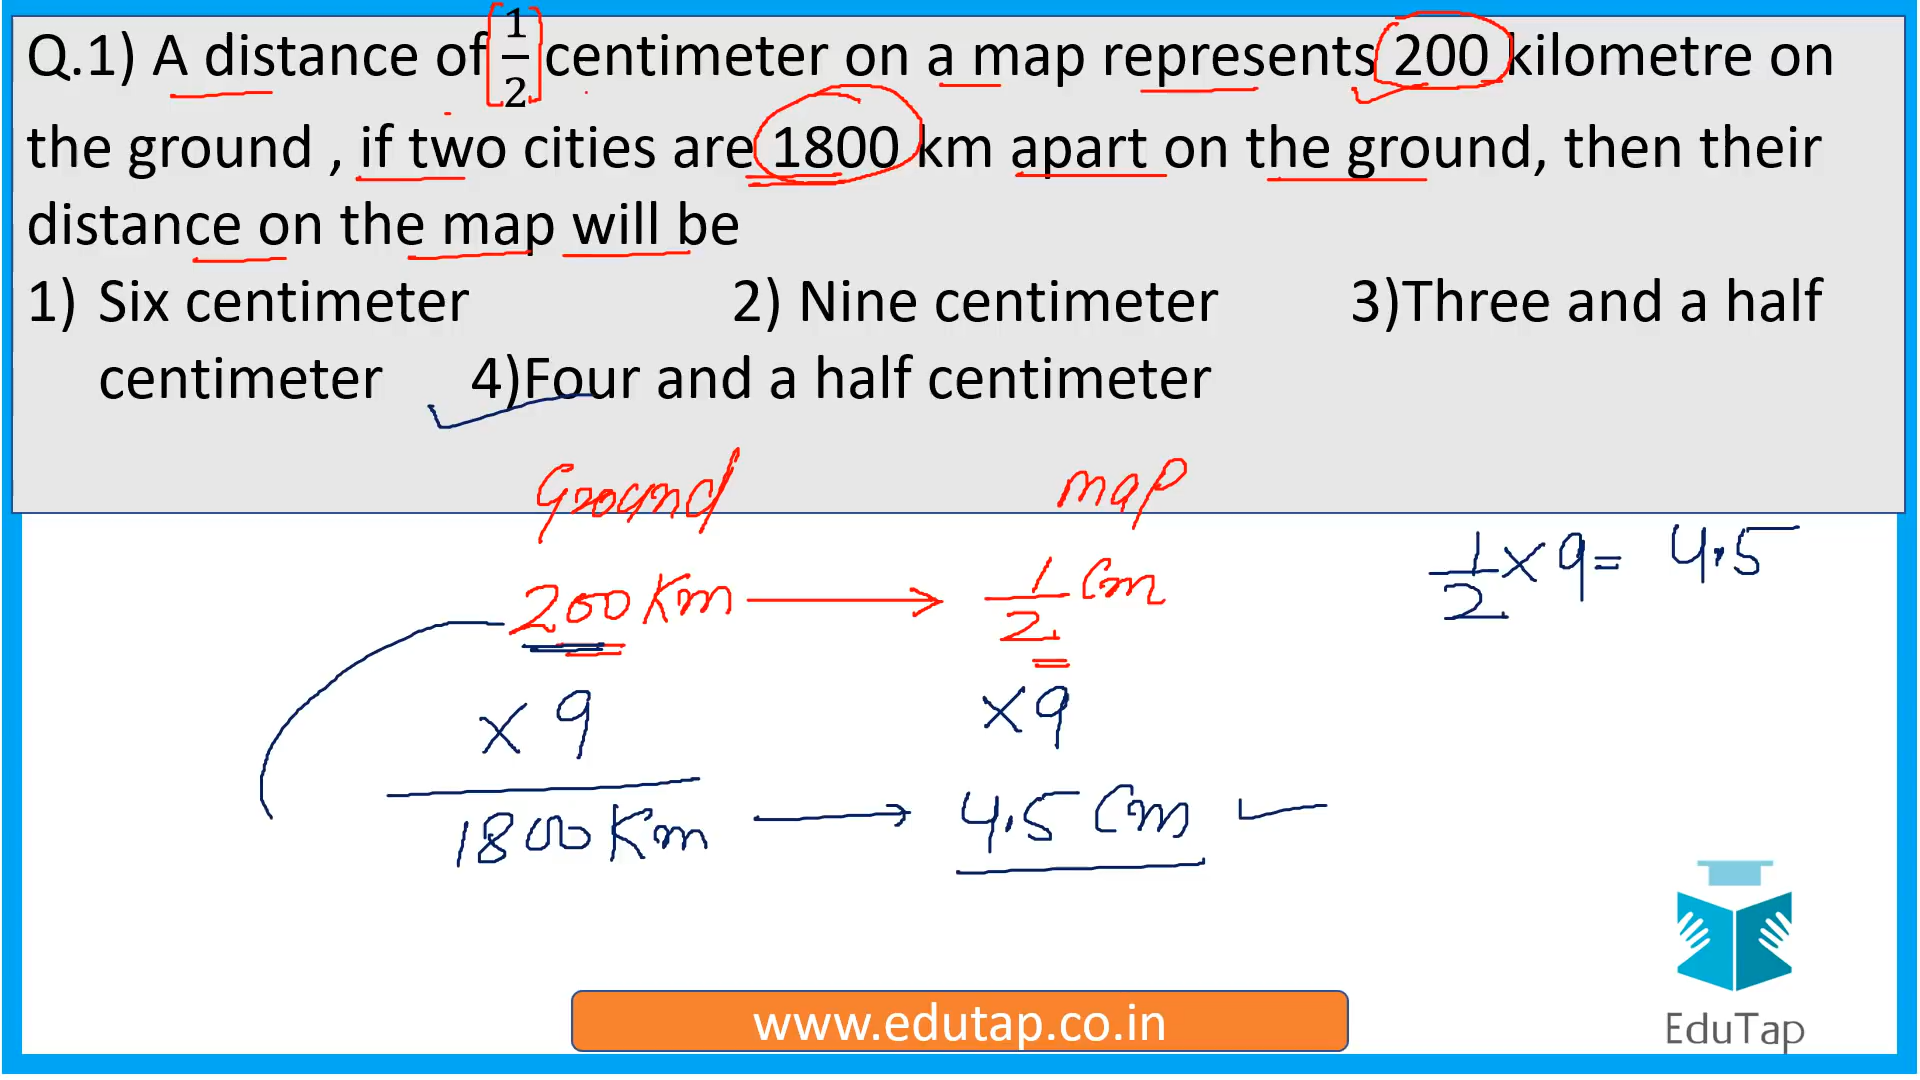 Q.1) A distance of [1/2] centimeter on a map represents 200 kilometre on
the ground , if two cities are 1800 km apart on the ground, then their
distance on the map will be
1) Six centimeter 2) Nine centimeter 3)Three and a half
centimeter 4)Four and a half centimeter
Ground map
200 Km → 1/2 Cm
1/2 × 9 = 4.5
× 9 × 9
1800 Km → 4.5 Cm
EduTap
www.edutap.co.in